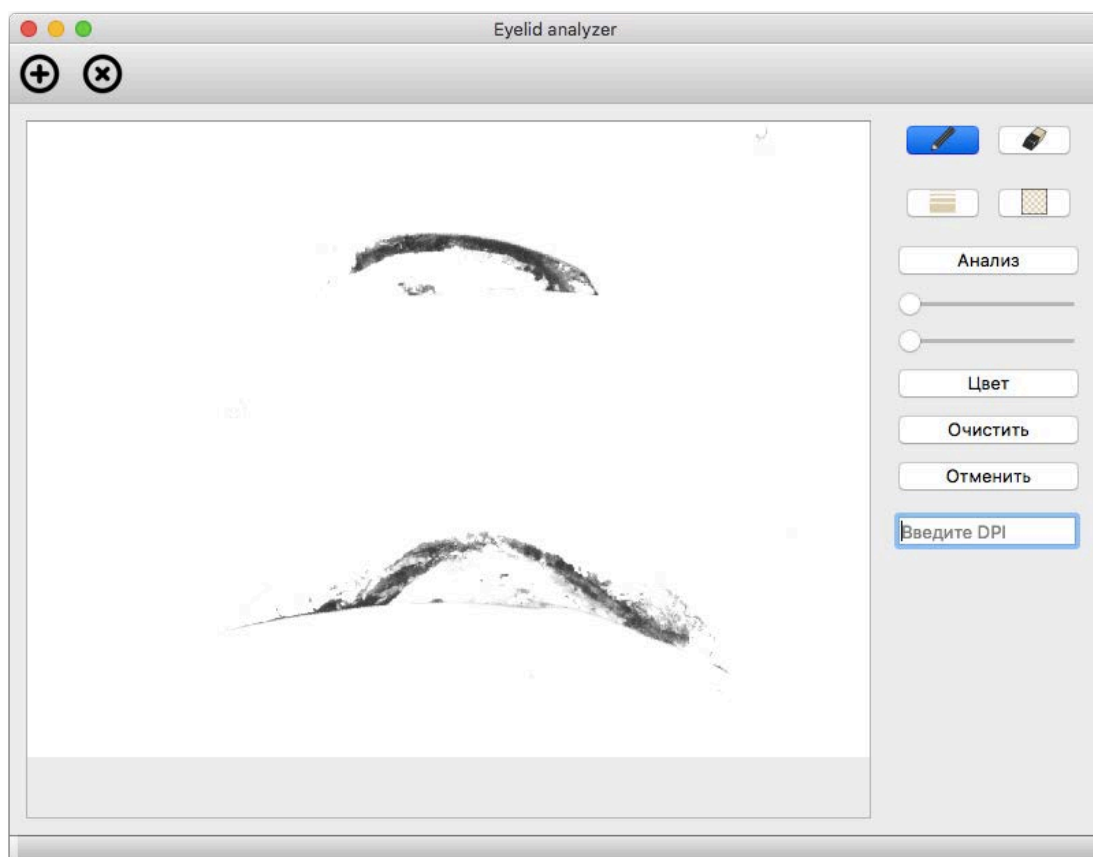 Eyelid analyzer
Анализ
Цвет
Очистить
Отменить
Введите DPI